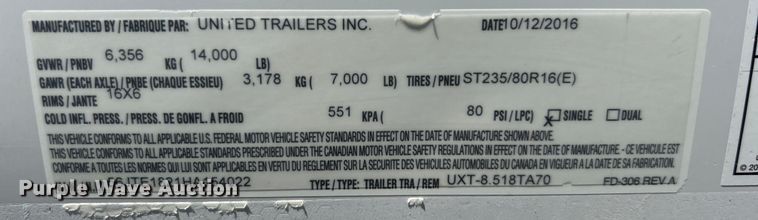 MANUFACTURED BY / FABRIQUE PAR: UNITED TRAILERS INC. DATE 10/12/2016
GVWR / PNBV 6,356 KG ( 14,000 LB)
GAWR (EACH AXLE) / PNBE (CHAQUE ESSIEU) 3,178 KG ( 7,000 LB) TIRES / PNEU ST235/80R16(E)
RIMS / JANTE 16X6
COLD INFL. PRESS. / PRESS. DE GONFL. A FROID 551 KPA ( 80 PSI / LPC) X SINGLE DUAL
THIS VEHICLE CONFORMS TO ALL APPLICABLE U.S. FEDERAL MOTOR VEHICLE SAFETY STANDARDS IN EFFECT ON THE DATE OF MANUFACTURE SHOWN ABOVE.
THIS VEHICLE CONFORMS TO ALL APPLICABLE STANDARDS PRESCRIBED UNDER THE CANADIAN MOTOR VEHICLE SAFETY REGULATIONS IN EFFECT ON THE DATE OF MANUFACTURE - CE VEHICULE EST
CONFORME A TOUTES LES NORMES QUI LUI SONT APPLICABLES EN VERTU DU REGLEMENT SUR LA SECURITE DES VEHICULES AUTOMOBILES DU CANADA EN VIGUEUR A LA DATE DE SA FABRICATION.
TYPE / TYPE: TRAILER TRA / REM UXT-8.518TA70 FD-306 REV A
Purple Wave Auction